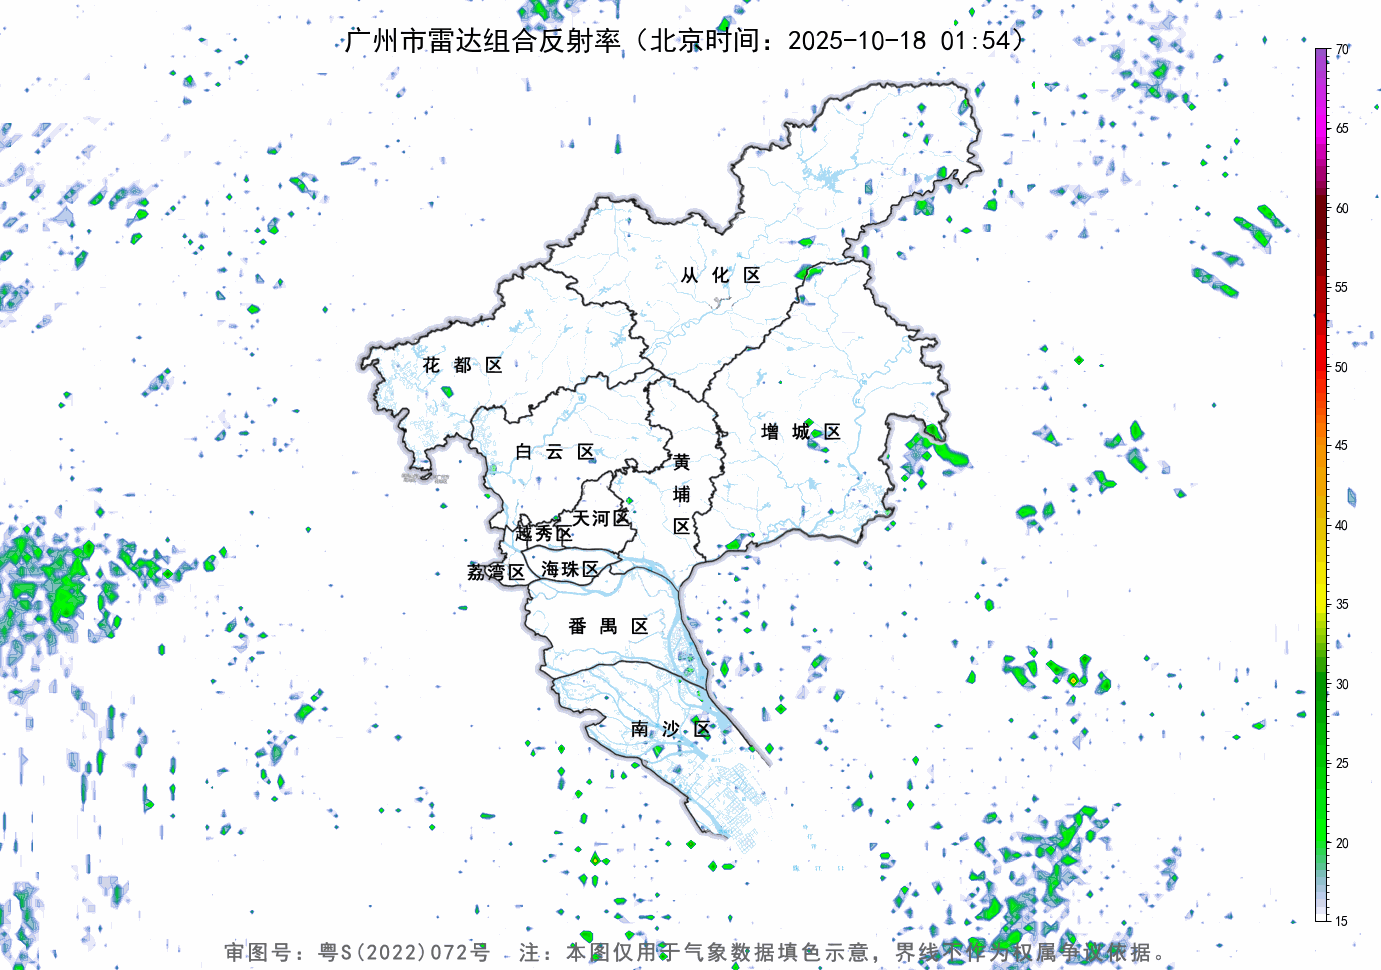 广州市雷达组合反射率（北京时间：2025-10-18 01:54）
70
65
60
55
50
45
40
35
30
25
20
15
从化区
花都区
增城区
白云区
黄埔区
天河区
越秀区
荔湾区
海珠区
番禺区
南沙区
审图号：粤S(2022)072号 注：本图仅用于气象数据填色示意，界线不作为权属争议依据。